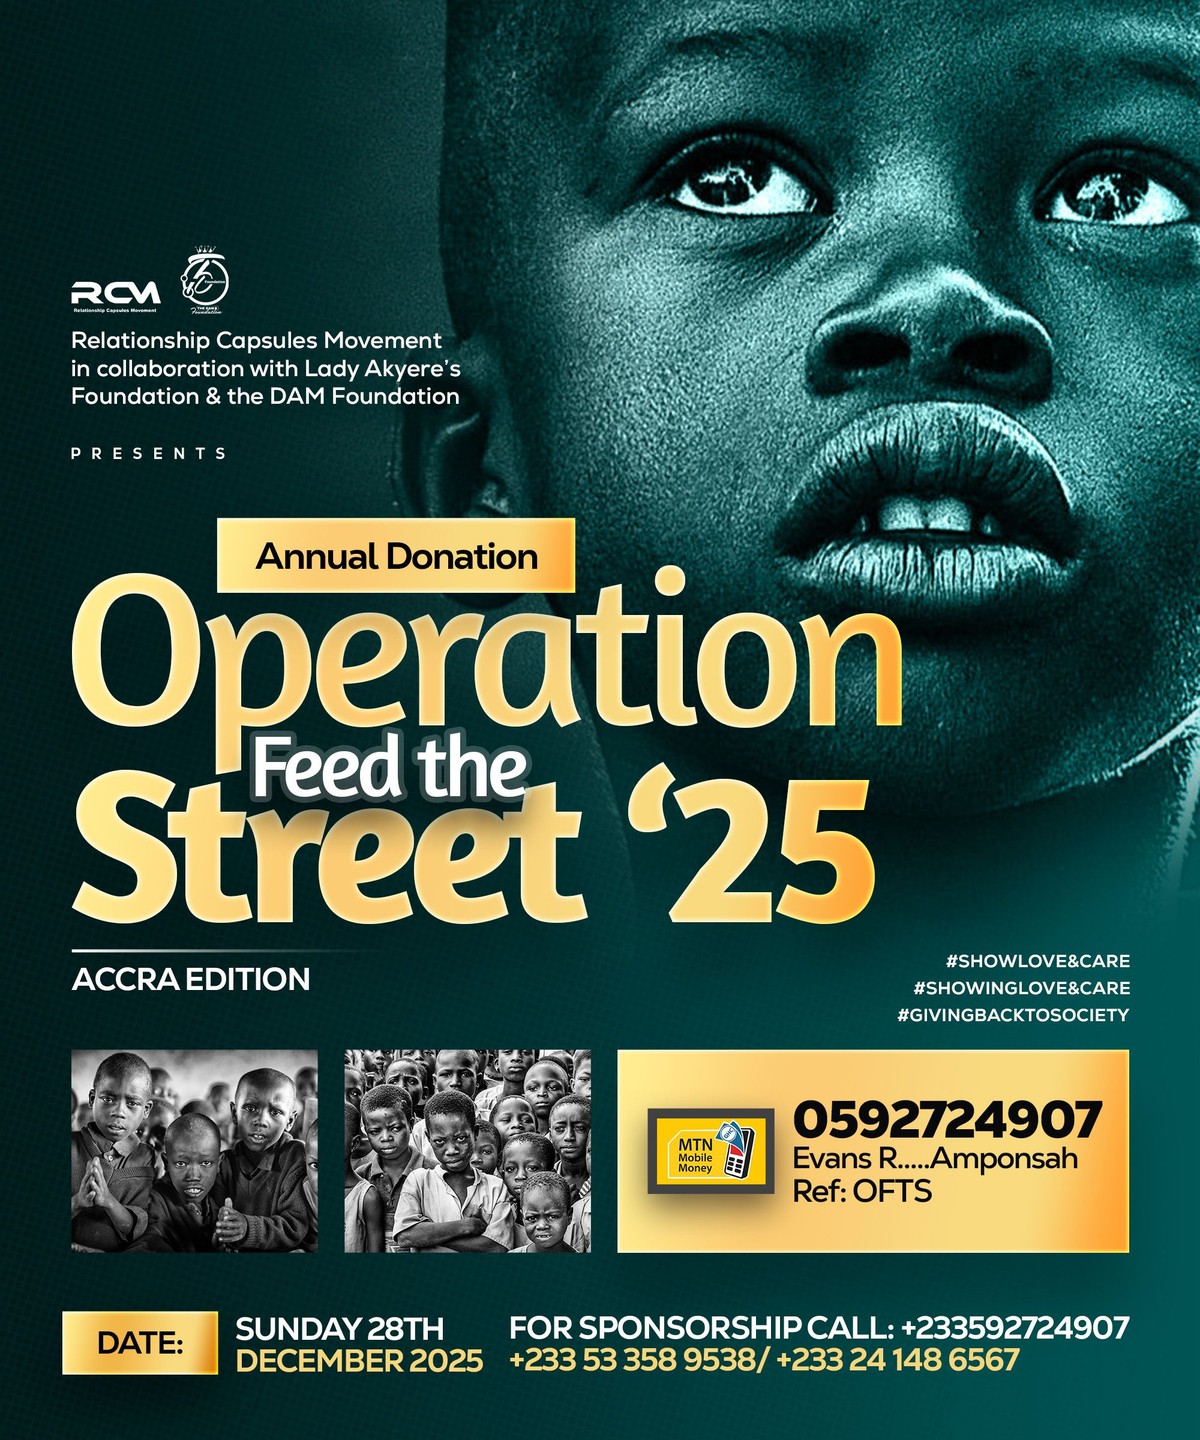 RCM
Relationship Capsules Movement
Foundation
Foundation
Relationship Capsules Movement
in collaboration with Lady Akyere’s
Foundation & the DAM Foundation
PRESENTS
Annual Donation
Operation
Feed the
Street ‘25
ACCRA EDITION
#SHOWLOVE&CARE
#SHOWINGLOVE&CARE
#GIVINGBACKTOSOCIETY
MTN
Mobile
Money
0592724907
Evans R.....Amponsah
Ref: OFTS
DATE:
SUNDAY 28TH
DECEMBER 2025
FOR SPONSORSHIP CALL: +233592724907
+233 53 358 9538/ +233 24 148 6567